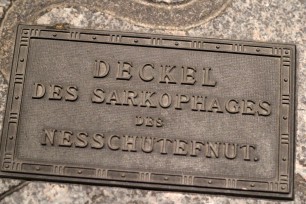 DECKEL
DES SARKOPHAGES
DES
NESSCHUTEFNUT.